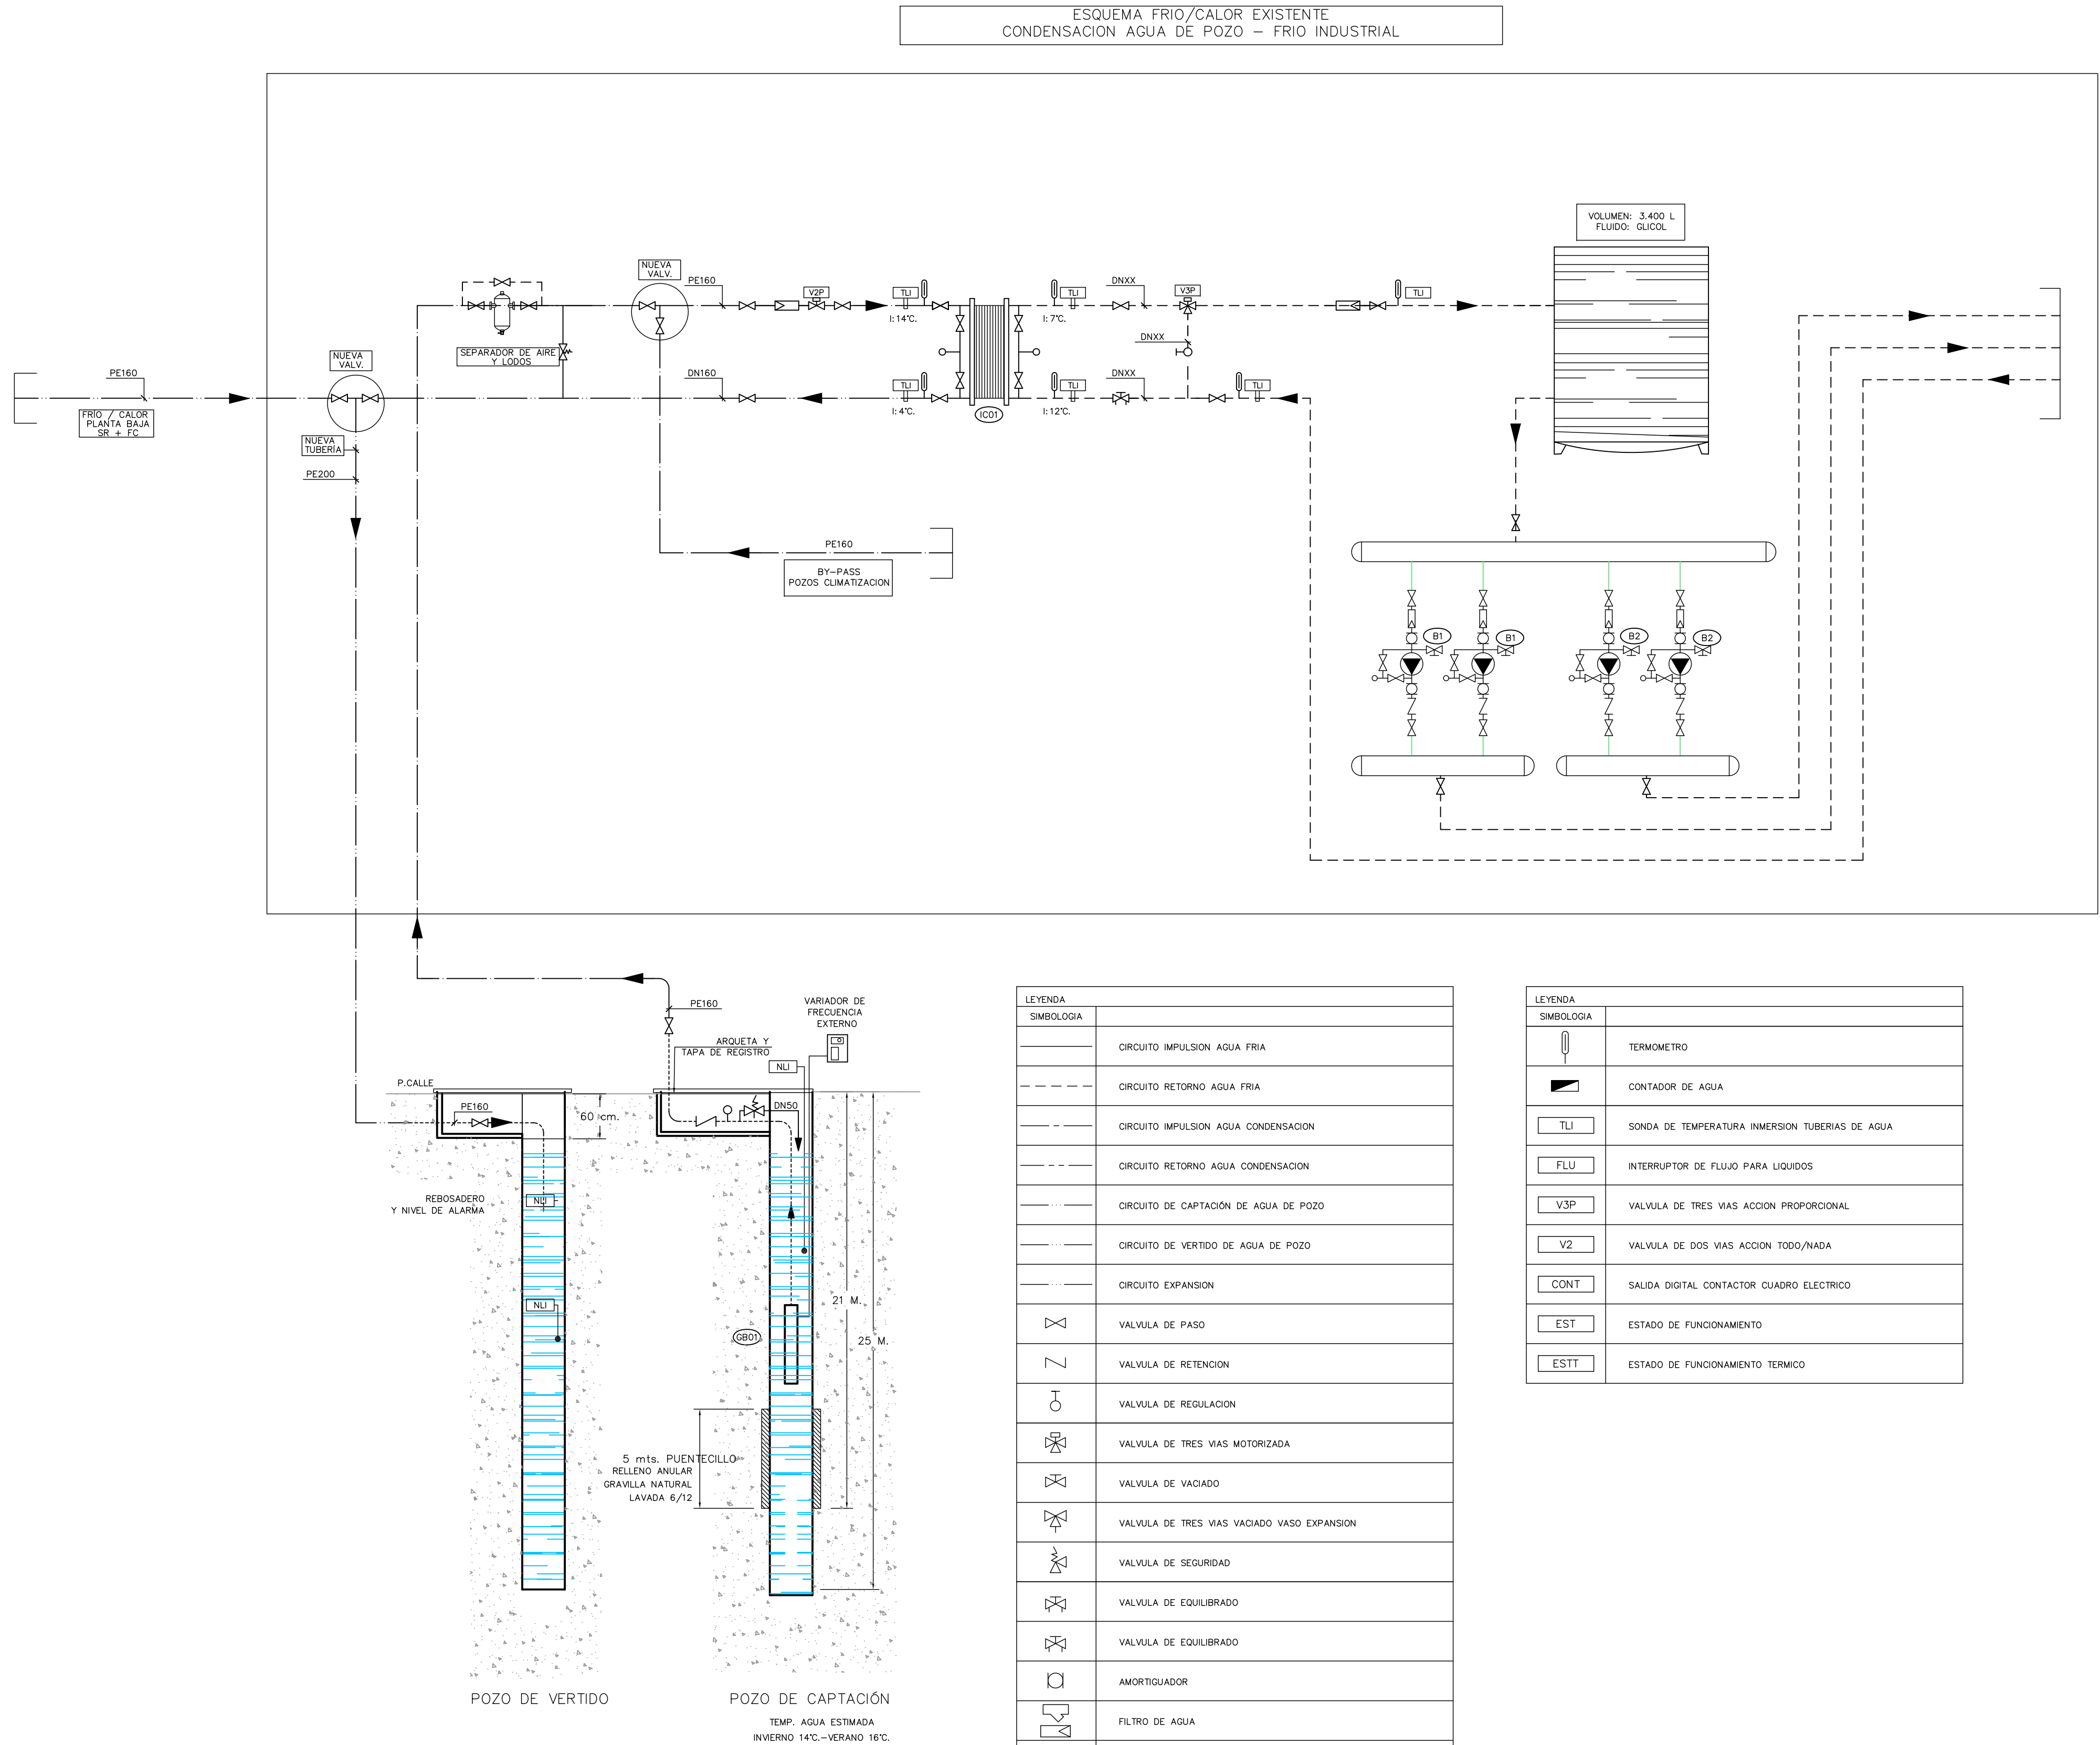 ESQUEMA FRIO/CALOR EXISTENTE
CONDENSACION AGUA DE POZO – FRIO INDUSTRIAL
VOLUMEN: 3.400 L
FLUIDO: GLICOL
NUEVA
VALV.
PE160
V2P
TLI
TLI
DNXX
V3P
TLI
I:14°C.
I:7°C.
DNXX
SEPARADOR DE AIRE
Y LODOS
NUEVA
VALV.
PE160
DN160
TLI
TLI
DNXX
TLI
I:4°C.
IC01
I:12°C.
FRIO / CALOR
PLANTA BAJA
SR + FC
NUEVA
TUBERÍA
PE200
PE160
BY–PASS
POZOS CLIMATIZACION
B1
B1
B2
B2
PE160
VARIADOR DE
FRECUENCIA
EXTERNO
ARQUETA Y
TAPA DE REGISTRO
NLI
P.CALLE
PE160
60 cm.
DN50
REBOSADERO
Y NIVEL DE ALARMA
NLI
NLI
21 M.
GB01
25 M.
5 mts. PUENTECILLO
RELLENO ANULAR
GRAVILLA NATURAL
LAVADA 6/12
POZO DE VERTIDO
POZO DE CAPTACIÓN
TEMP. AGUA ESTIMADA
INVIERNO 14°C.–VERANO 16°C.
LEYENDA
SIMBOLOGIA
CIRCUITO IMPULSION AGUA FRIA
CIRCUITO RETORNO AGUA FRIA
CIRCUITO IMPULSION AGUA CONDENSACION
CIRCUITO RETORNO AGUA CONDENSACION
CIRCUITO DE CAPTACIÓN DE AGUA DE POZO
CIRCUITO DE VERTIDO DE AGUA DE POZO
CIRCUITO EXPANSION
VALVULA DE PASO
VALVULA DE RETENCION
VALVULA DE REGULACION
VALVULA DE TRES VIAS MOTORIZADA
VALVULA DE VACIADO
VALVULA DE TRES VIAS VACIADO VASO EXPANSION
VALVULA DE SEGURIDAD
VALVULA DE EQUILIBRADO
VALVULA DE EQUILIBRADO
AMORTIGUADOR
FILTRO DE AGUA
LEYENDA
SIMBOLOGIA
TERMOMETRO
CONTADOR DE AGUA
TLI SONDA DE TEMPERATURA INMERSION TUBERIAS DE AGUA
FLU INTERRUPTOR DE FLUJO PARA LIQUIDOS
V3P VALVULA DE TRES VIAS ACCION PROPORCIONAL
V2 VALVULA DE DOS VIAS ACCION TODO/NADA
CONT SALIDA DIGITAL CONTACTOR CUADRO ELECTRICO
EST ESTADO DE FUNCIONAMIENTO
ESTT ESTADO DE FUNCIONAMIENTO TERMICO